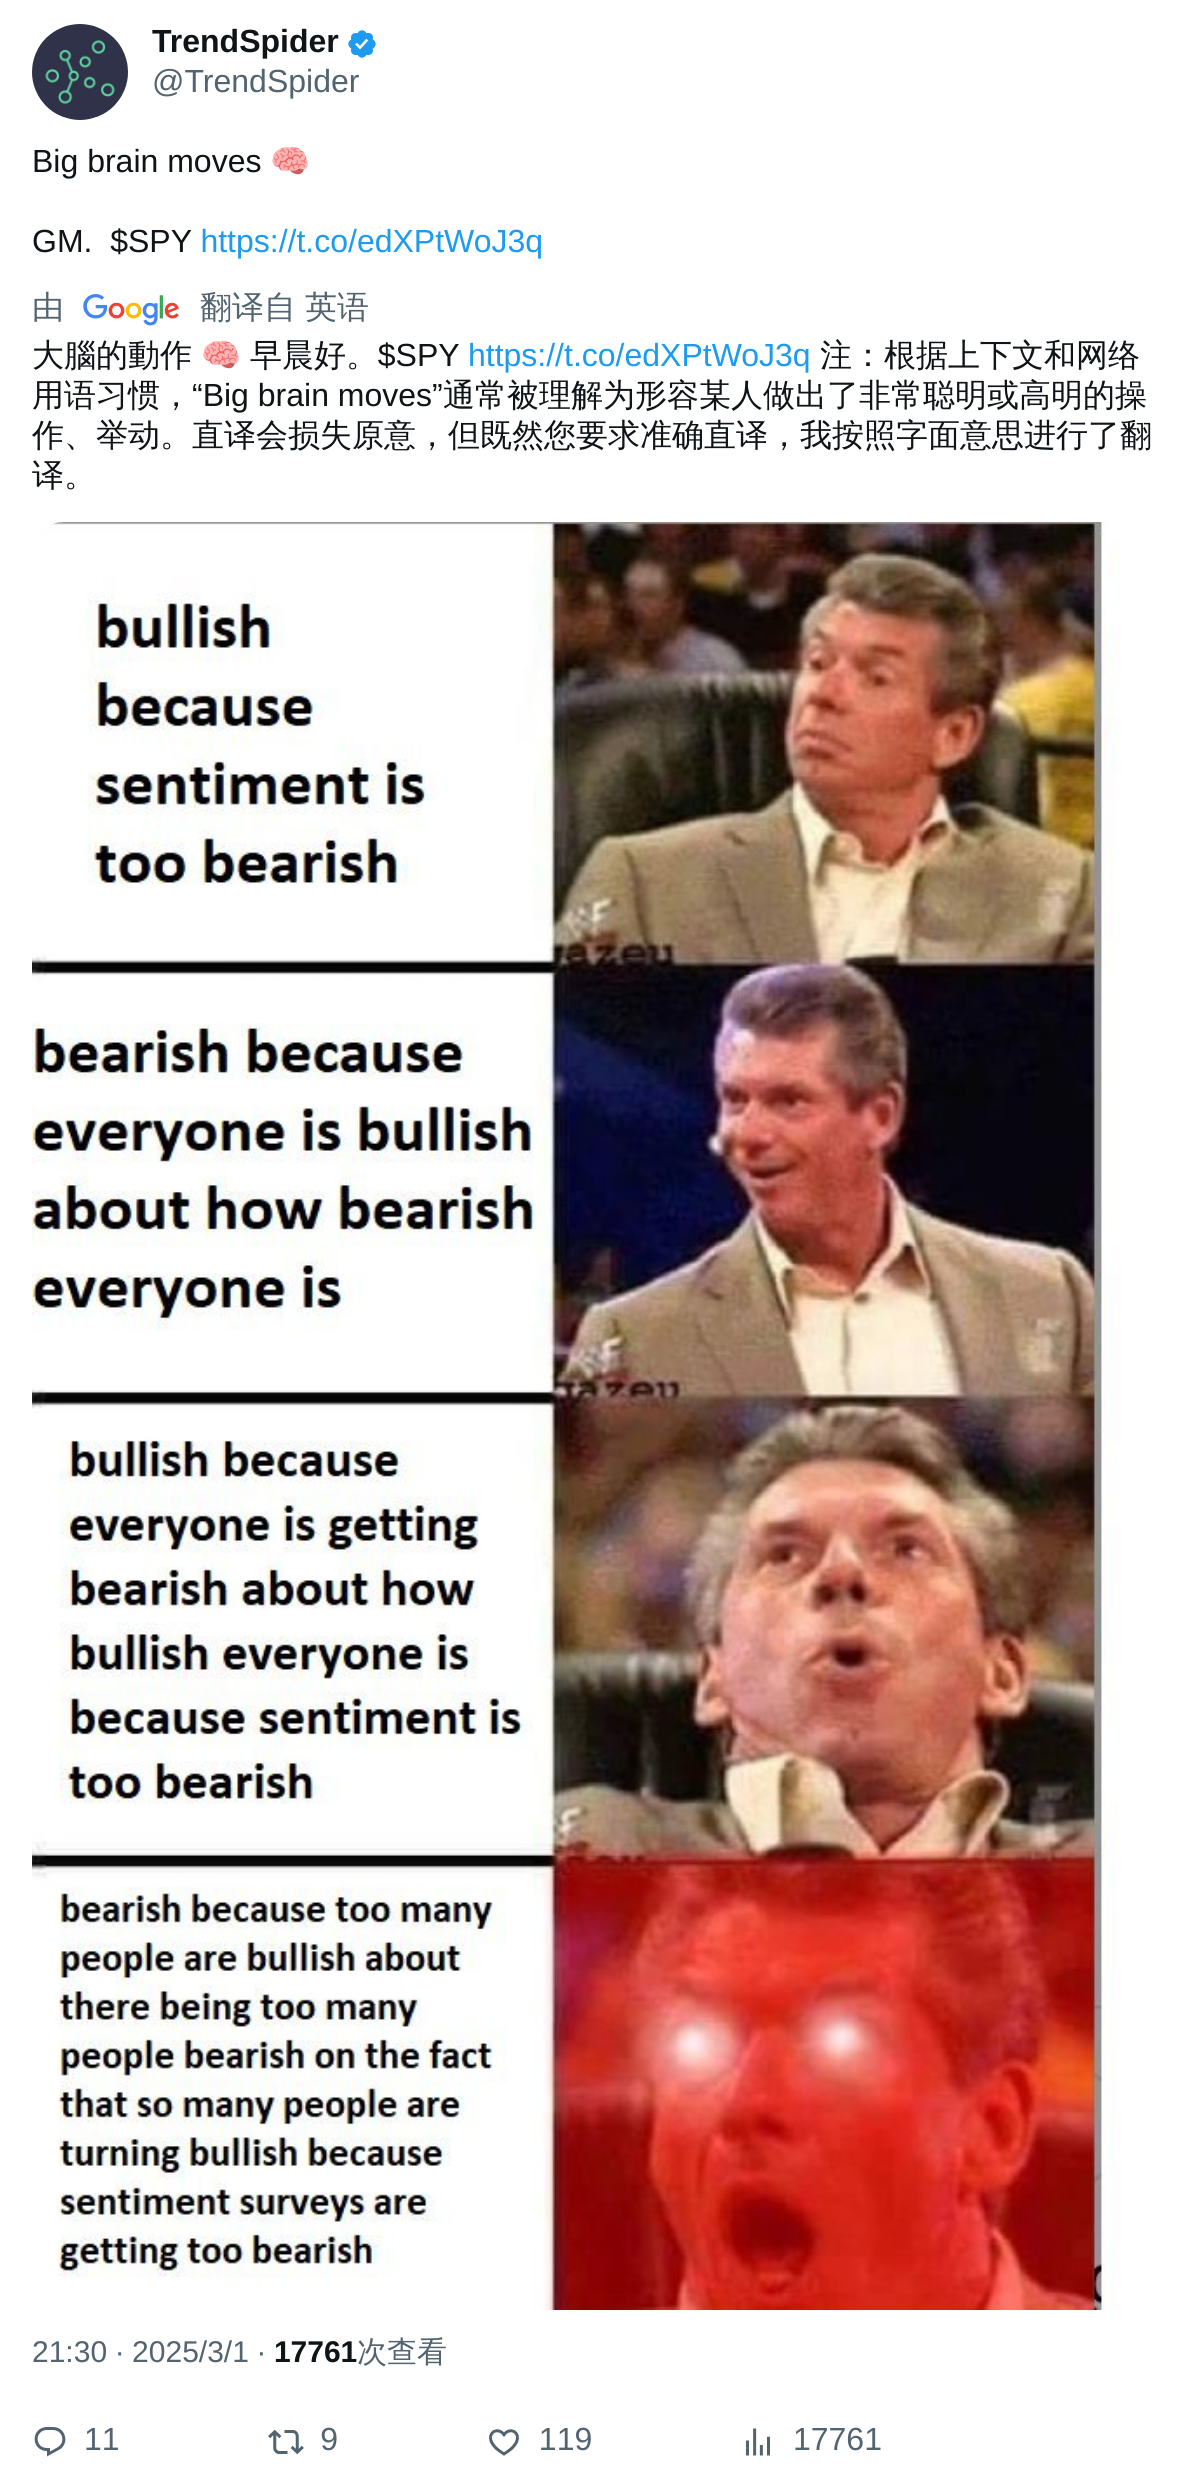 TrendSpider
@TrendSpider
Big brain moves 🧠
GM. $SPY https://t.co/edXPtWoJ3q
由 Google 翻译自 英语
大腦的動作 🧠 早晨好。$SPY https://t.co/edXPtWoJ3q 注：根据上下文和网络
用语习惯，“Big brain moves”通常被理解为形容某人做出了非常聪明或高明的操
作、举动。直译会损失原意，但既然您要求准确直译，我按照字面意思进行了翻
译。
bullish
because
sentiment is
too bearish
bearish because
everyone is bullish
about how bearish
everyone is
bullish because
everyone is getting
bearish about how
bullish everyone is
because sentiment is
too bearish
bearish because too many
people are bullish about
there being too many
people bearish on the fact
that so many people are
turning bullish because
sentiment surveys are
getting too bearish
21:30 · 2025/3/1 · 17761次查看
11 9 119 17761